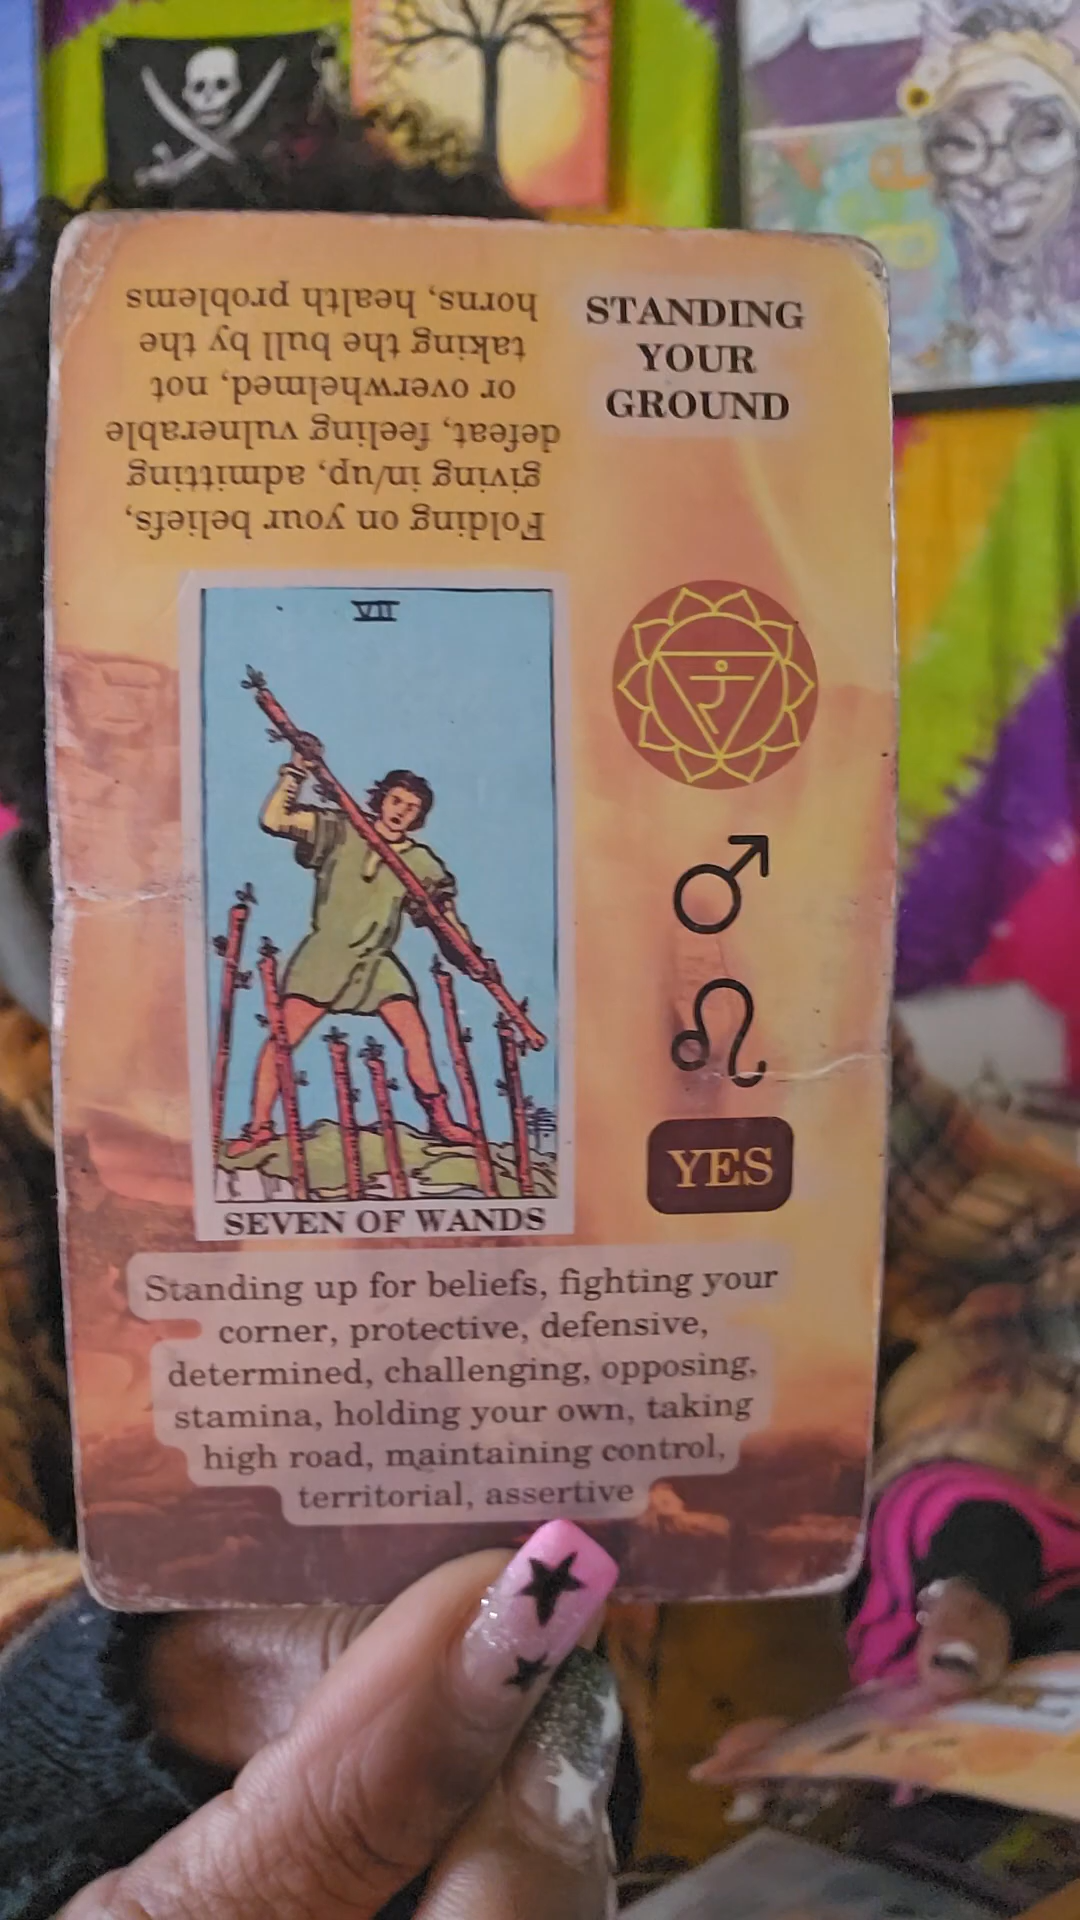 STANDING
YOUR
GROUND
Folding on your beliefs,
giving in/up, admitting
defeat, feeling vulnerable
or overwhelmed, not
taking the bull by the
horns, health problems
VII
रं
YES
SEVEN OF WANDS
Standing up for beliefs, fighting your
corner, protective, defensive,
determined, challenging, opposing,
stamina, holding your own, taking
high road, maintaining control,
territorial, assertive